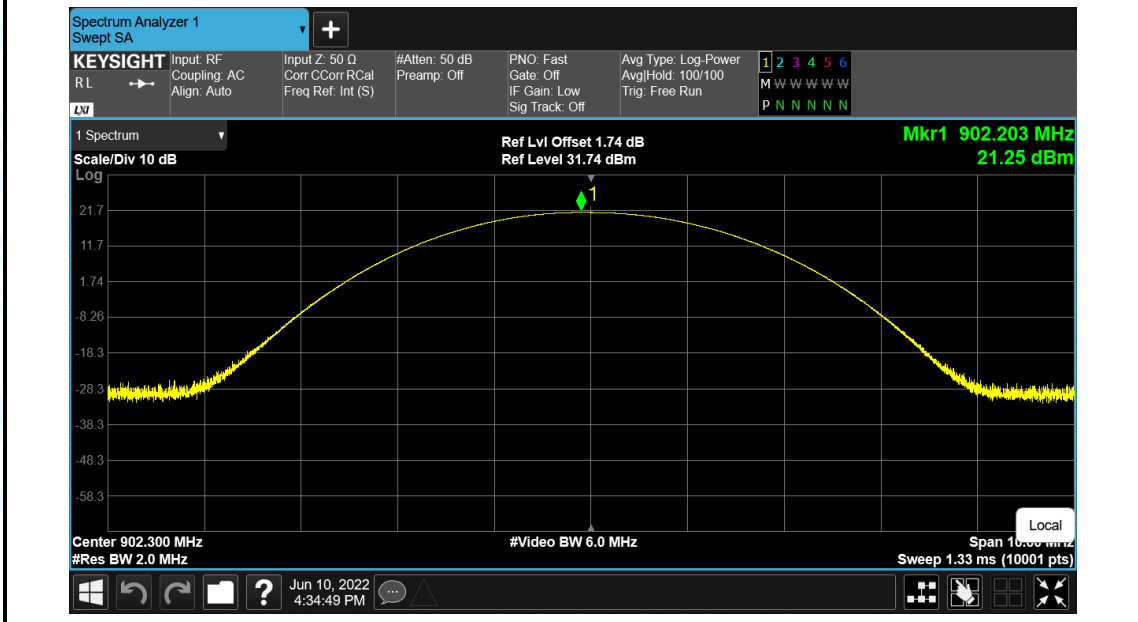 Spectrum Analyzer 1
Swept SA
KEYSIGHT
RL
LXI
Input: RF
Coupling: AC
Align: Auto
Input Z: 50 Ω
Corr CCorr RCal
Freq Ref: Int (S)
#Atten: 50 dB
Preamp: Off
PNO: Fast
Gate: Off
IF Gain: Low
Sig Track: Off
Avg Type: Log-Power
Avg|Hold: 100/100
Trig: Free Run
1 2 3 4 5 6
M W W W W W
P N N N N N
1 Spectrum
Scale/Div 10 dB
Log
Ref Lvl Offset 1.74 dB
Ref Level 31.74 dBm
Mkr1 902.203 MHz
21.25 dBm
1
21.7
11.7
1.74
-8.26
-18.3
-28.3
-38.3
-48.3
-58.3
Local
Center 902.300 MHz
#Video BW 6.0 MHz
Span 10.00 MHz
#Res BW 2.0 MHz
Sweep 1.33 ms (10001 pts)
?
Jun 10, 2022
4:34:49 PM